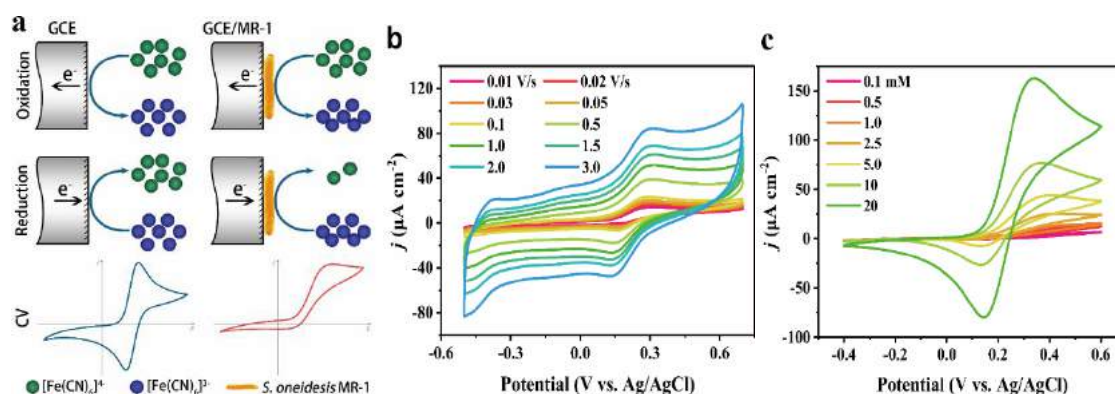 a
GCE
GCE/MR-1
Oxidation
e-
e-
Reduction
e-
e-
CV
[Fe(CN)6]4-
[Fe(CN)6]3-
S. oneidesis MR-1
b
120
80
40
0
-40
-80
j (µA cm-2)
0.01 V/s
0.02 V/s
0.03
0.05
0.1
0.5
1.0
1.5
2.0
3.0
-0.6
-0.3
0.0
0.3
0.6
Potential (V vs. Ag/AgCl)
c
150
100
50
0
-50
-100
j (µA cm-2)
0.1 mM
0.5
1.0
2.5
5.0
10
20
-0.4
-0.2
0.0
0.2
0.4
0.6
Potential (V vs. Ag/AgCl)